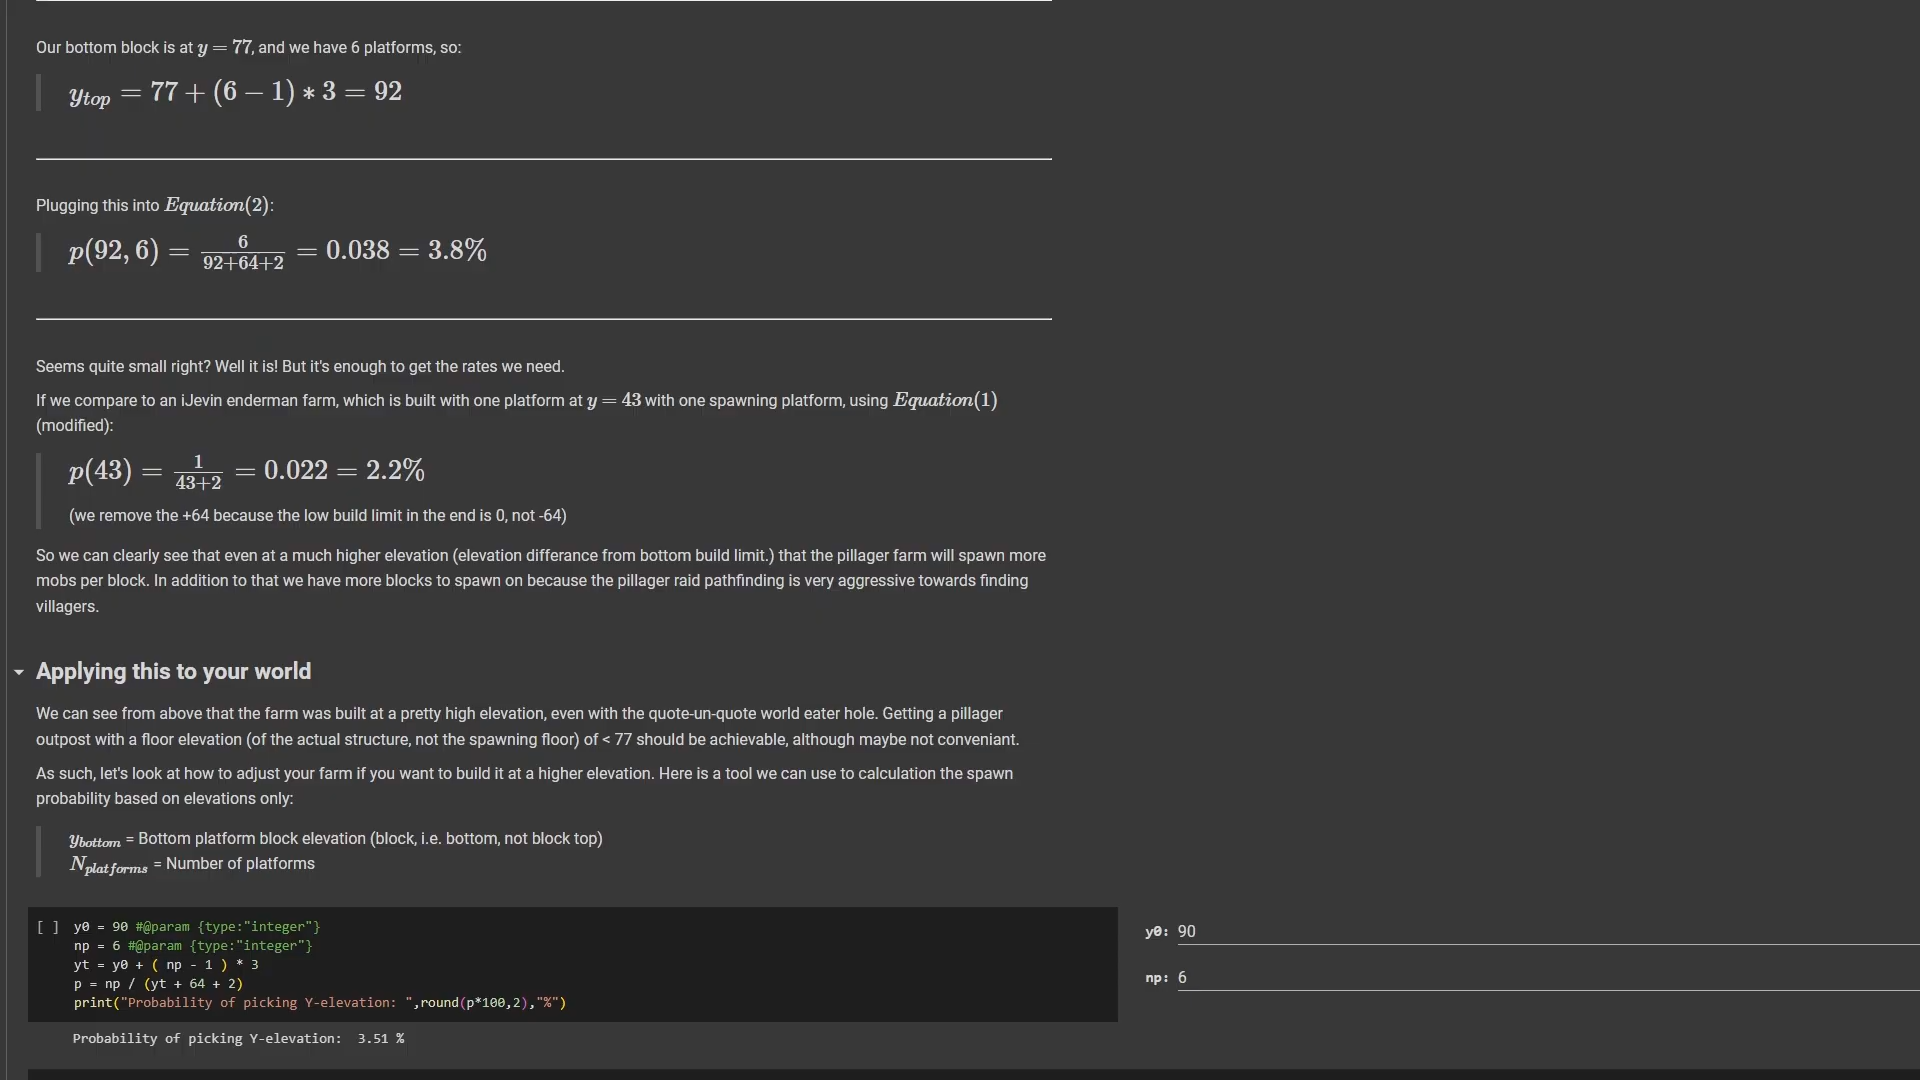 Our bottom block is at y = 77, and we have 6 platforms, so:
y_top = 77 + (6 − 1) * 3 = 92
Plugging this into Equation(2):
p(92, 6) = 6/(92+64+2) = 0.038 = 3.8%
Seems quite small right? Well it is! But it's enough to get the rates we need.
If we compare to an iJevin enderman farm, which is built with one platform at y = 43 with one spawning platform, using Equation(1)
(modified):
p(43) = 1/(43+2) = 0.022 = 2.2%
(we remove the +64 because the low build limit in the end is 0, not -64)
So we can clearly see that even at a much higher elevation (elevation differance from bottom build limit.) that the pillager farm will spawn more
mobs per block. In addition to that we have more blocks to spawn on because the pillager raid pathfinding is very aggressive towards finding
villagers.
Applying this to your world
We can see from above that the farm was built at a pretty high elevation, even with the quote-un-quote world eater hole. Getting a pillager
outpost with a floor elevation (of the actual structure, not the spawning floor) of < 77 should be achievable, although maybe not conveniant.
As such, let's look at how to adjust your farm if you want to build it at a higher elevation. Here is a tool we can use to calculation the spawn
probability based on elevations only:
y_bottom = Bottom platform block elevation (block, i.e. bottom, not block top)
N_platforms = Number of platforms
[ ] y0 = 90 #@param {type:"integer"}
np = 6 #@param {type:"integer"}
yt = y0 + ( np - 1 ) * 3
p = np / (yt + 64 + 2)
print("Probability of picking Y-elevation: ",round(p*100,2),"%")
y0: 90
np: 6
Probability of picking Y-elevation:  3.51 %